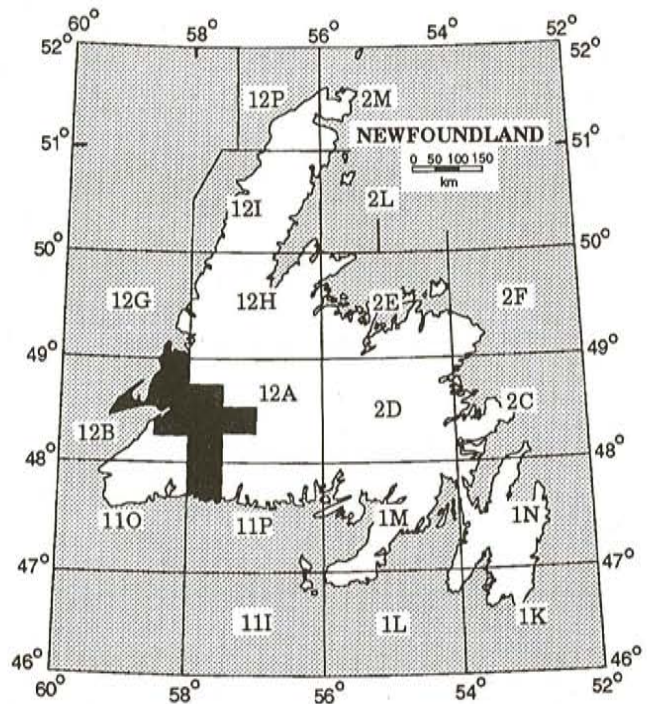 60° 58° 56° 54° 52°
52° 52°
12P 2M
51° NEWFOUNDLAND 51°
0 50 100 150
km
12I 2L
50° 50°
12G 12H 2E 2F
49° 49°
12A 2D 2C
12B
48° 48°
11O 11P 1M 1N
47° 47°
11I 1L 1K
46° 46°
60° 58° 56° 54° 52°